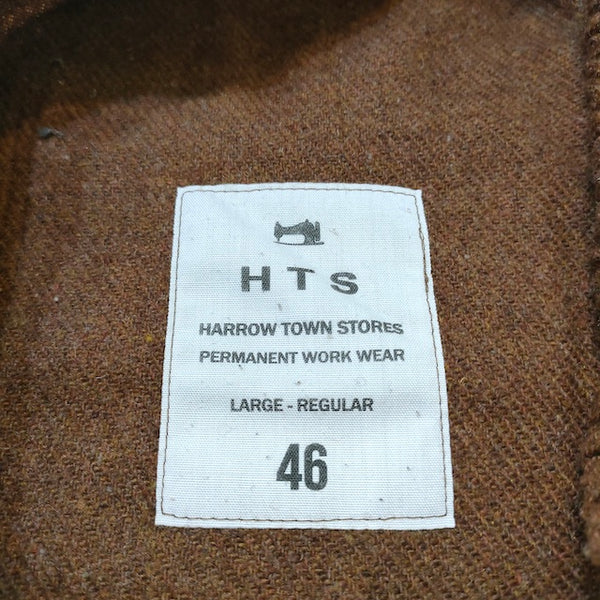 HTS
HARROW TOWN STORES
PERMANENT WORK WEAR
LARGE - REGULAR
46